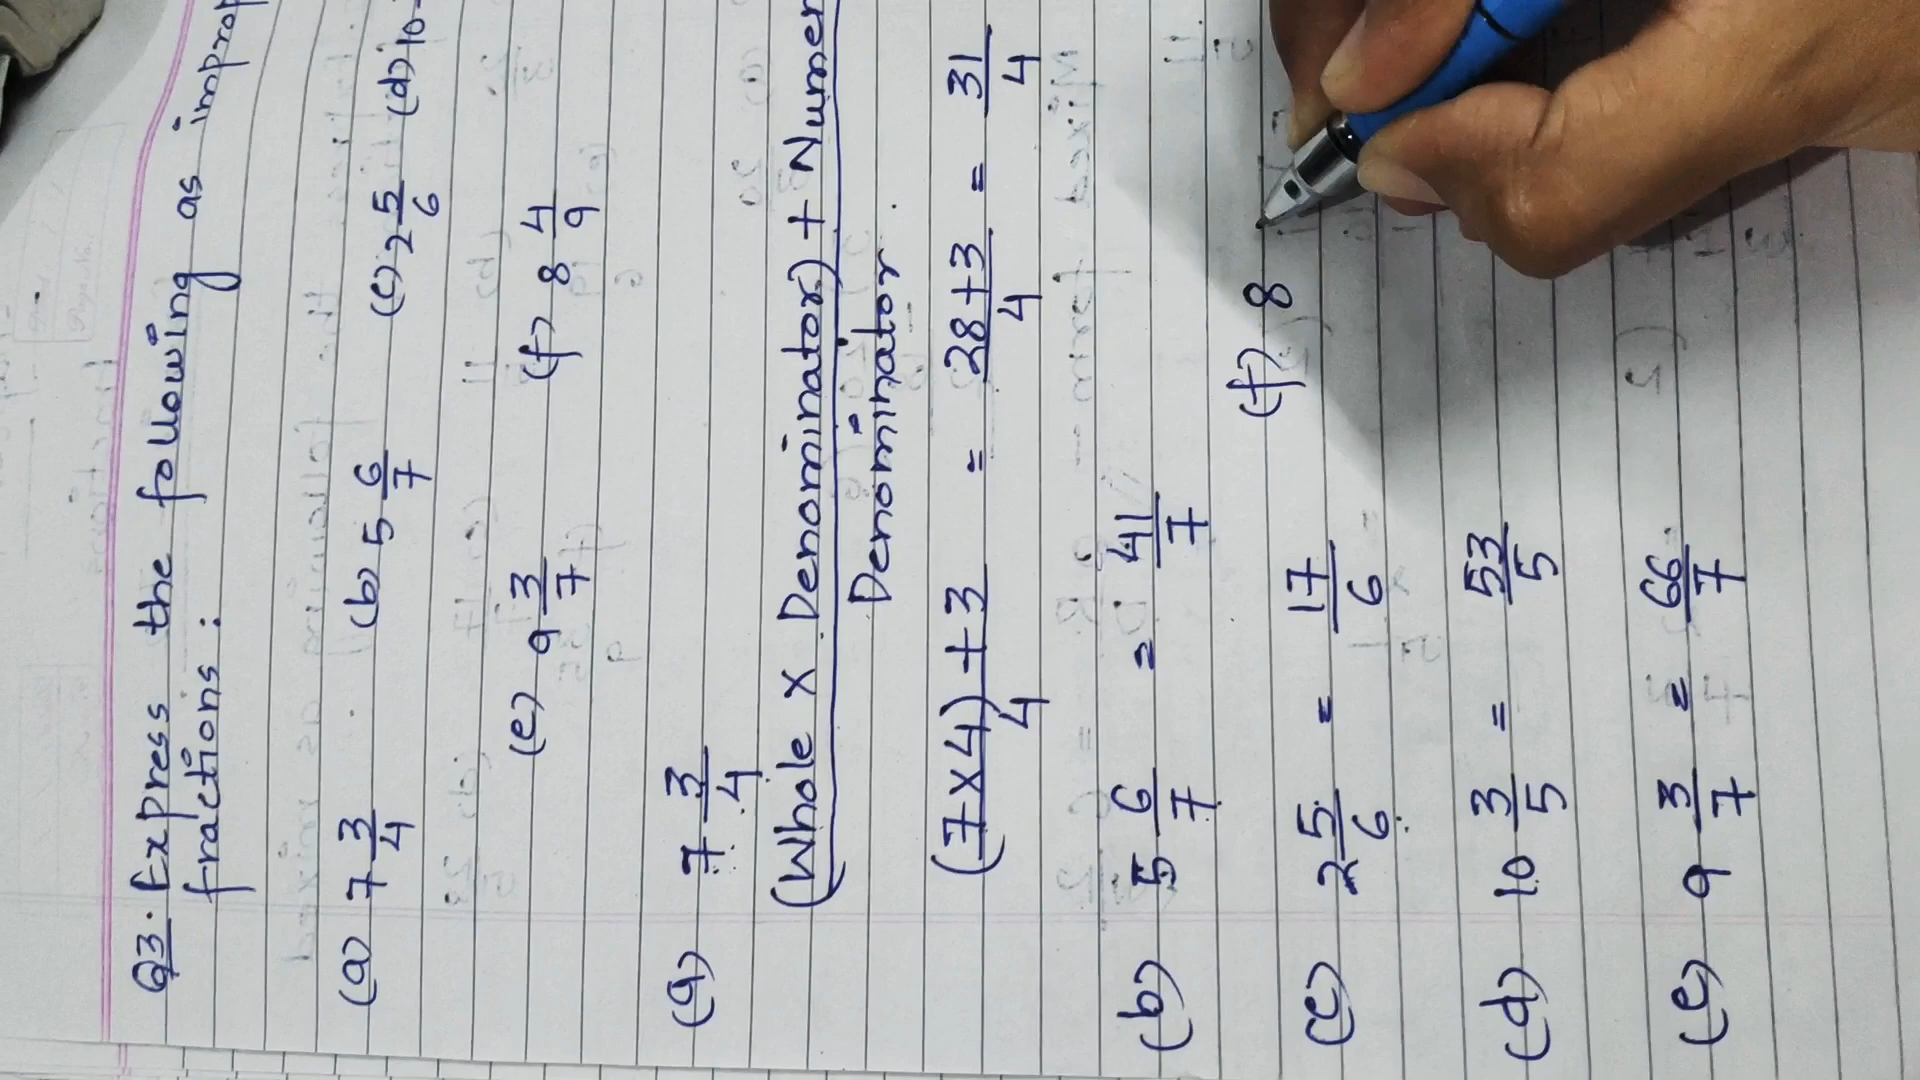 Q3. Express the following as improp
fractions :
(a) 7 3/4 (b) 5 6/7 (c) 2 5/6 (d) 10
(e) 9 3/7 (f) 8 4/9
(a) 7 3/4
(Whole × Denominator) + Numer
Denominator
(7×4)+3/4 = 28+3/4 = 31/4
(b) 5 6/7 = 41/7
(c) 2 5/6 = 17/6
(d) 10 3/5 = 53/5
(e) 9 3/7 = 66/7
(f) 8